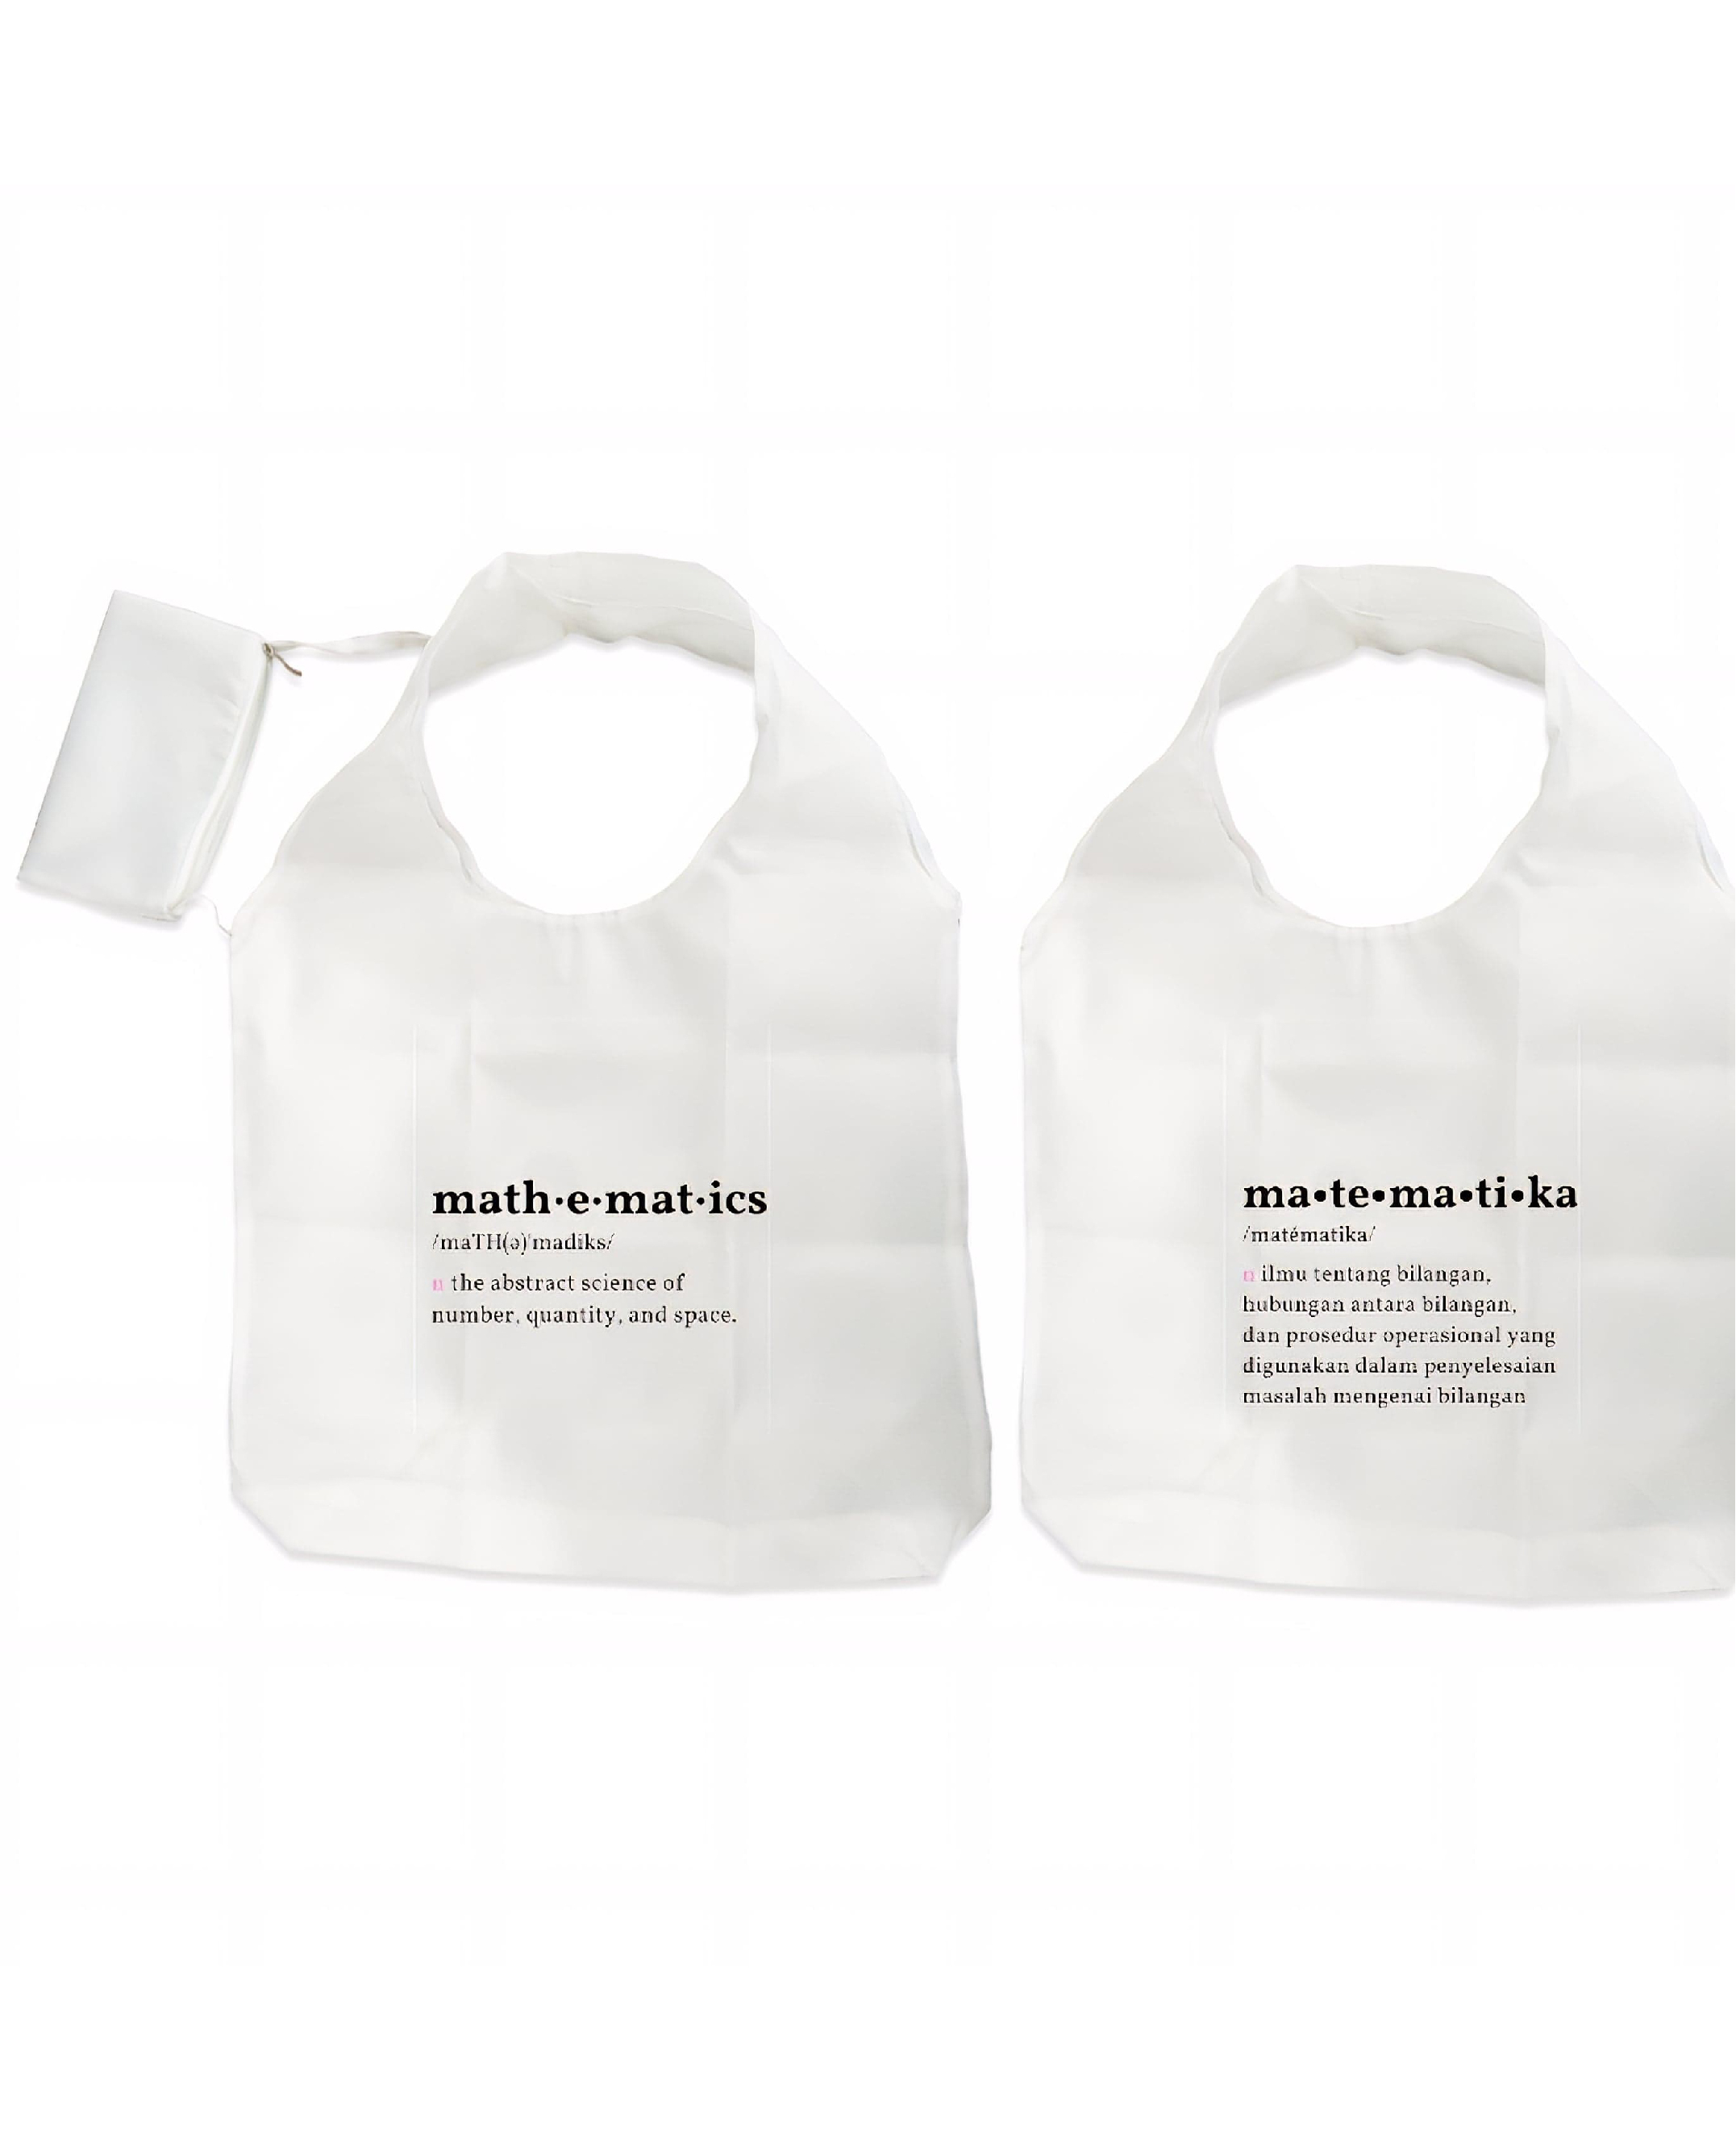 math·e·mat·ics
/maTH(ə)ˈmadiks/
n the abstract science of
number, quantity, and space.
ma•te•ma•ti•ka
/matématika/
n ilmu tentang bilangan,
hubungan antara bilangan,
dan prosedur operasional yang
digunakan dalam penyelesaian
masalah mengenai bilangan